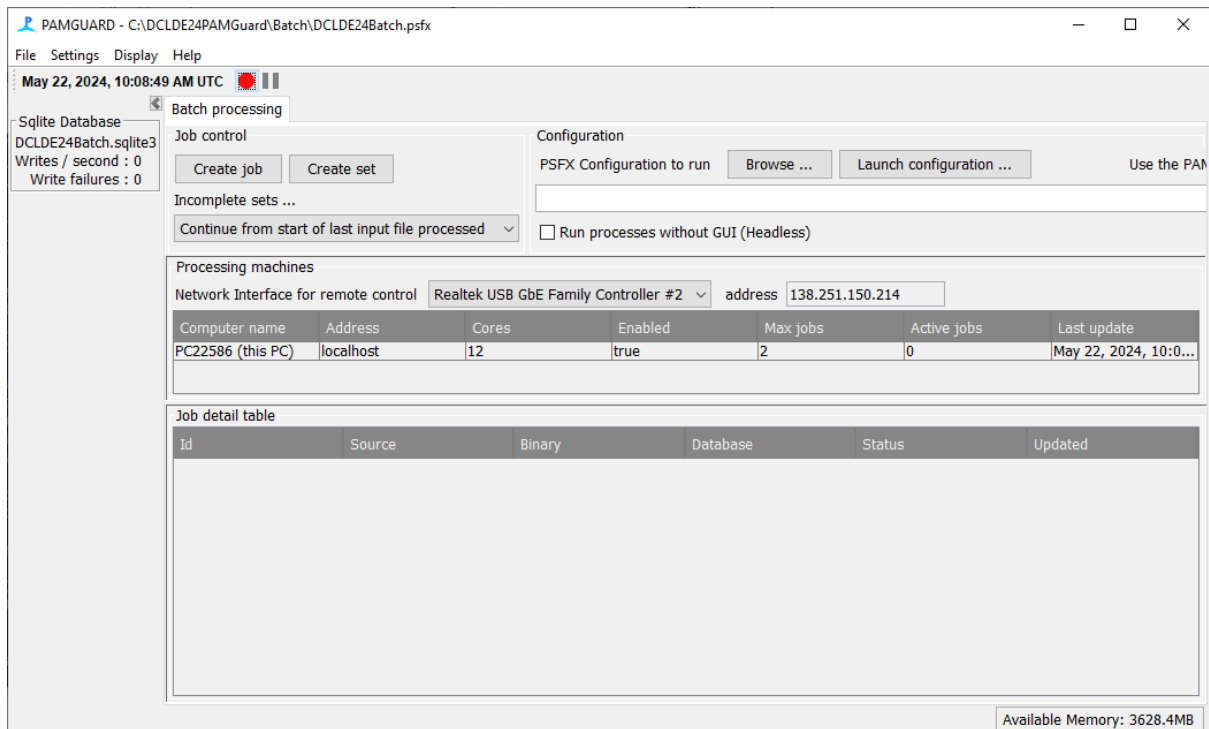 PAMGUARD - C:\DCLDE24PAMGuard\Batch\DCLDE24Batch.psfx
File Settings Display Help
May 22, 2024, 10:08:49 AM UTC
Sqlite Database
DCLDE24Batch.sqlite3
Writes / second : 0
Write failures : 0
Batch processing
Job control
Create job Create set
Incomplete sets ...
Continue from start of last input file processed
Configuration
PSFX Configuration to run Browse ... Launch configuration ... Use the PAM
Run processes without GUI (Headless)
Processing machines
Network Interface for remote control Realtek USB GbE Family Controller #2 address 138.251.150.214
Computer name Address Cores Enabled Max jobs Active jobs Last update
PC22586 (this PC) localhost 12 true 2 0 May 22, 2024, 10:0...
Job detail table
Id Source Binary Database Status Updated
Available Memory: 3628.4MB